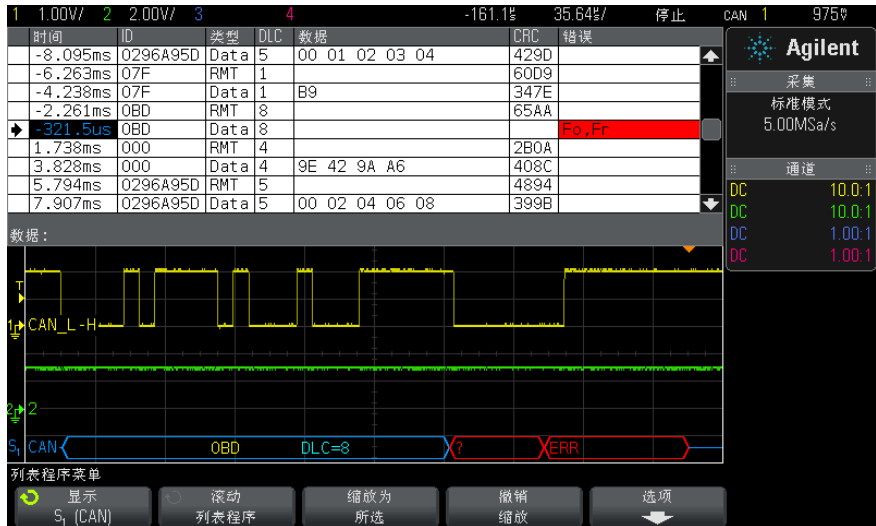 1 1.00V/ 2 2.00V/ 3 4 -161.1␍ 35.64␍/ 停止 CAN 1 975
时间 ID 类型 DLC 数据 CRC 错误
-8.095ms 0296A95D Data 5 00 01 02 03 04 429D
-6.263ms 07F RMT 1 60D9
-4.238ms 07F Data 1 B9 347E
-2.261ms 0BD RMT 8 65AA
-321.5us 0BD Data 8 Fo,Fr
1.738ms 000 RMT 4 2B0A
3.828ms 000 Data 4 9E 42 9A A6 408C
5.794ms 0296A95D RMT 5 4894
7.907ms 0296A95D Data 5 00 02 04 06 08 399B
数据:
Agilent
采集
标准模式
5.00MSa/s
通道
DC 10.0:1
DC 10.0:1
DC 1.00:1
DC 1.00:1
T
1 CAN_L-H
2 2
S1 CAN 0BD DLC=8 ? ERR
列表程序菜单
显示
S1 (CAN)
滚动
列表程序
缩放为
所选
撤销
缩放
选项